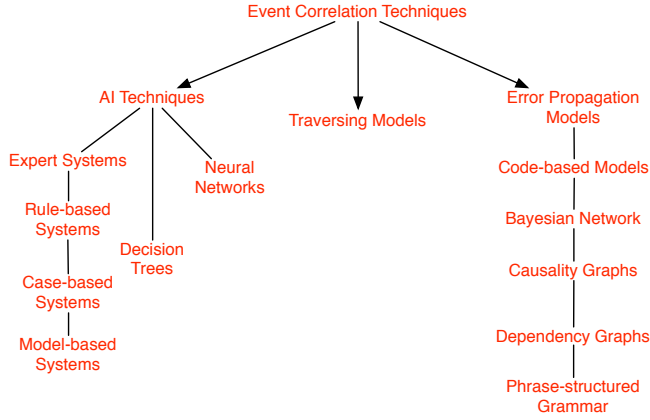 Event Correlation Techniques
AI Techniques
Traversing Models
Error Propagation
Models
Expert Systems
Rule-based
Systems
Case-based
Systems
Model-based
Systems
Decision
Trees
Neural
Networks
Code-based Models
Bayesian Network
Causality Graphs
Dependency Graphs
Phrase-structured
Grammar